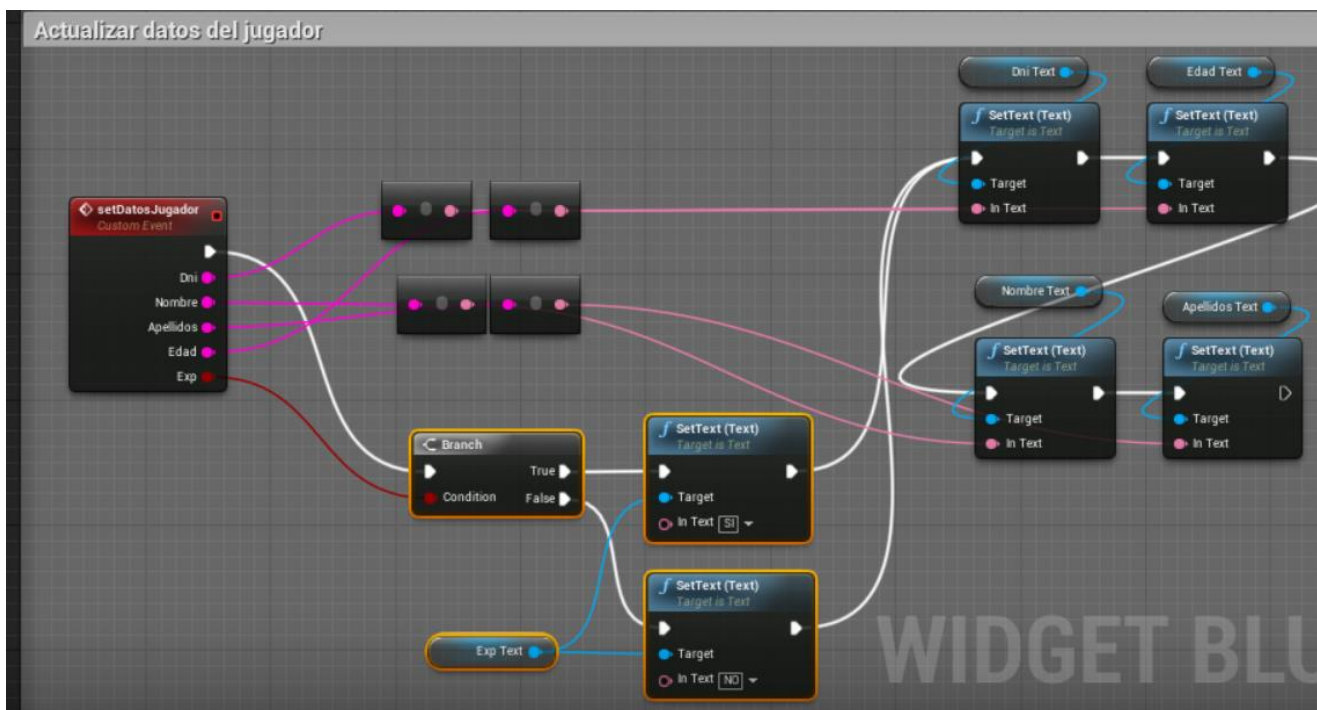 Actualizar datos del jugador
Dni Text
Edad Text
SetText (Text)
Target is Text
Target
In Text
SetText (Text)
Target is Text
Target
In Text
setDatosJugador
Custom Event
Dni
Nombre
Apellidos
Edad
Exp
Nombre Text
Apellidos Text
SetText (Text)
Target is Text
Target
In Text
SetText (Text)
Target is Text
Target
In Text
Branch
True
Condition
False
SetText (Text)
Target is Text
Target
In Text SI
SetText (Text)
Target is Text
Target
In Text NO
Exp Text
WIDGET BLU